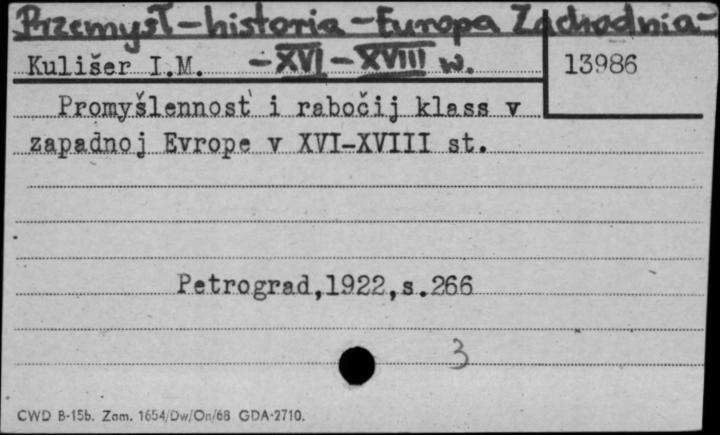 Przemysł - historia - Europa Zachodnia -
- XVI - XVIII w.
Kulišer I.M.
13986
Promyšlennost' i rabočij klass v
zapadnoj Evrope v XVI-XVIII st.
Petrograd,1922,s.266
3
CWD B-15b. Zam. 1654/Dw/On/68 GDA-2710.